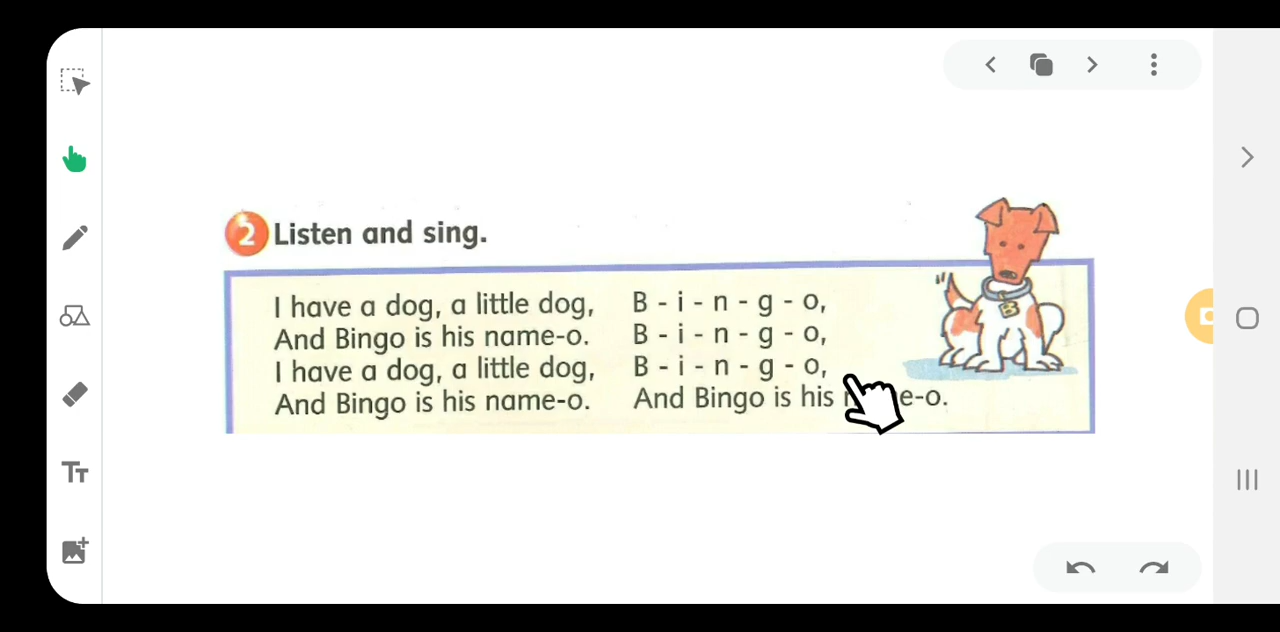 2 Listen and sing.
I have a dog, a little dog,
And Bingo is his name-o.
I have a dog, a little dog,
And Bingo is his name-o.
B - i - n - g - o,
B - i - n - g - o,
B - i - n - g - o,
And Bingo is his e-o.
B
TT